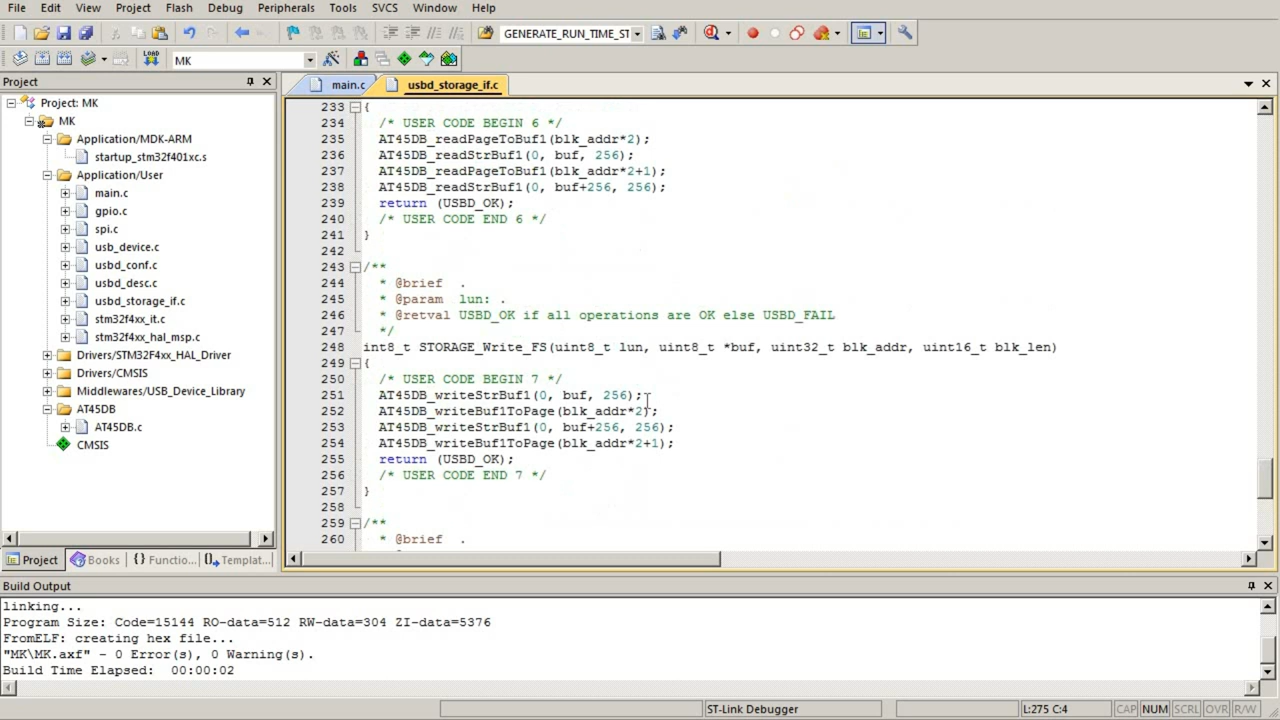 File Edit View Project Flash Debug Peripherals Tools SVCS Window Help
GENERATE_RUN_TIME_ST
LOAD MK
Project
main.c usbd_storage_if.c
Project: MK
MK
Application/MDK-ARM
startup_stm32f401xc.s
Application/User
main.c
gpio.c
spi.c
usb_device.c
usbd_conf.c
usbd_desc.c
usbd_storage_if.c
stm32f4xx_it.c
stm32f4xx_hal_msp.c
Drivers/STM32F4xx_HAL_Driver
Drivers/CMSIS
Middlewares/USB_Device_Library
AT45DB
AT45DB.c
CMSIS
Project Books Functio... Templat...
233 {
234 /* USER CODE BEGIN 6 */
235 AT45DB_readPageToBuf1(blk_addr*2);
236 AT45DB_readStrBuf1(0, buf, 256);
237 AT45DB_readPageToBuf1(blk_addr*2+1);
238 AT45DB_readStrBuf1(0, buf+256, 256);
239 return (USBD_OK);
240 /* USER CODE END 6 */
241 }
242
243 /**
244 * @brief .
245 * @param lun: .
246 * @retval USBD_OK if all operations are OK else USBD_FAIL
247 */
248 int8_t STORAGE_Write_FS(uint8_t lun, uint8_t *buf, uint32_t blk_addr, uint16_t blk_len)
249 {
250 /* USER CODE BEGIN 7 */
251 AT45DB_writeStrBuf1(0, buf, 256);
252 AT45DB_writeBuf1ToPage(blk_addr*2);
253 AT45DB_writeStrBuf1(0, buf+256, 256);
254 AT45DB_writeBuf1ToPage(blk_addr*2+1);
255 return (USBD_OK);
256 /* USER CODE END 7 */
257 }
258
259 /**
260 * @brief .
Build Output
linking...
Program Size: Code=15144 RO-data=512 RW-data=304 ZI-data=5376
FromELF: creating hex file...
"MK\MK.axf" - 0 Error(s), 0 Warning(s).
Build Time Elapsed: 00:00:02
ST-Link Debugger L:275 C:4 CAP NUM SCRL OVR R/W